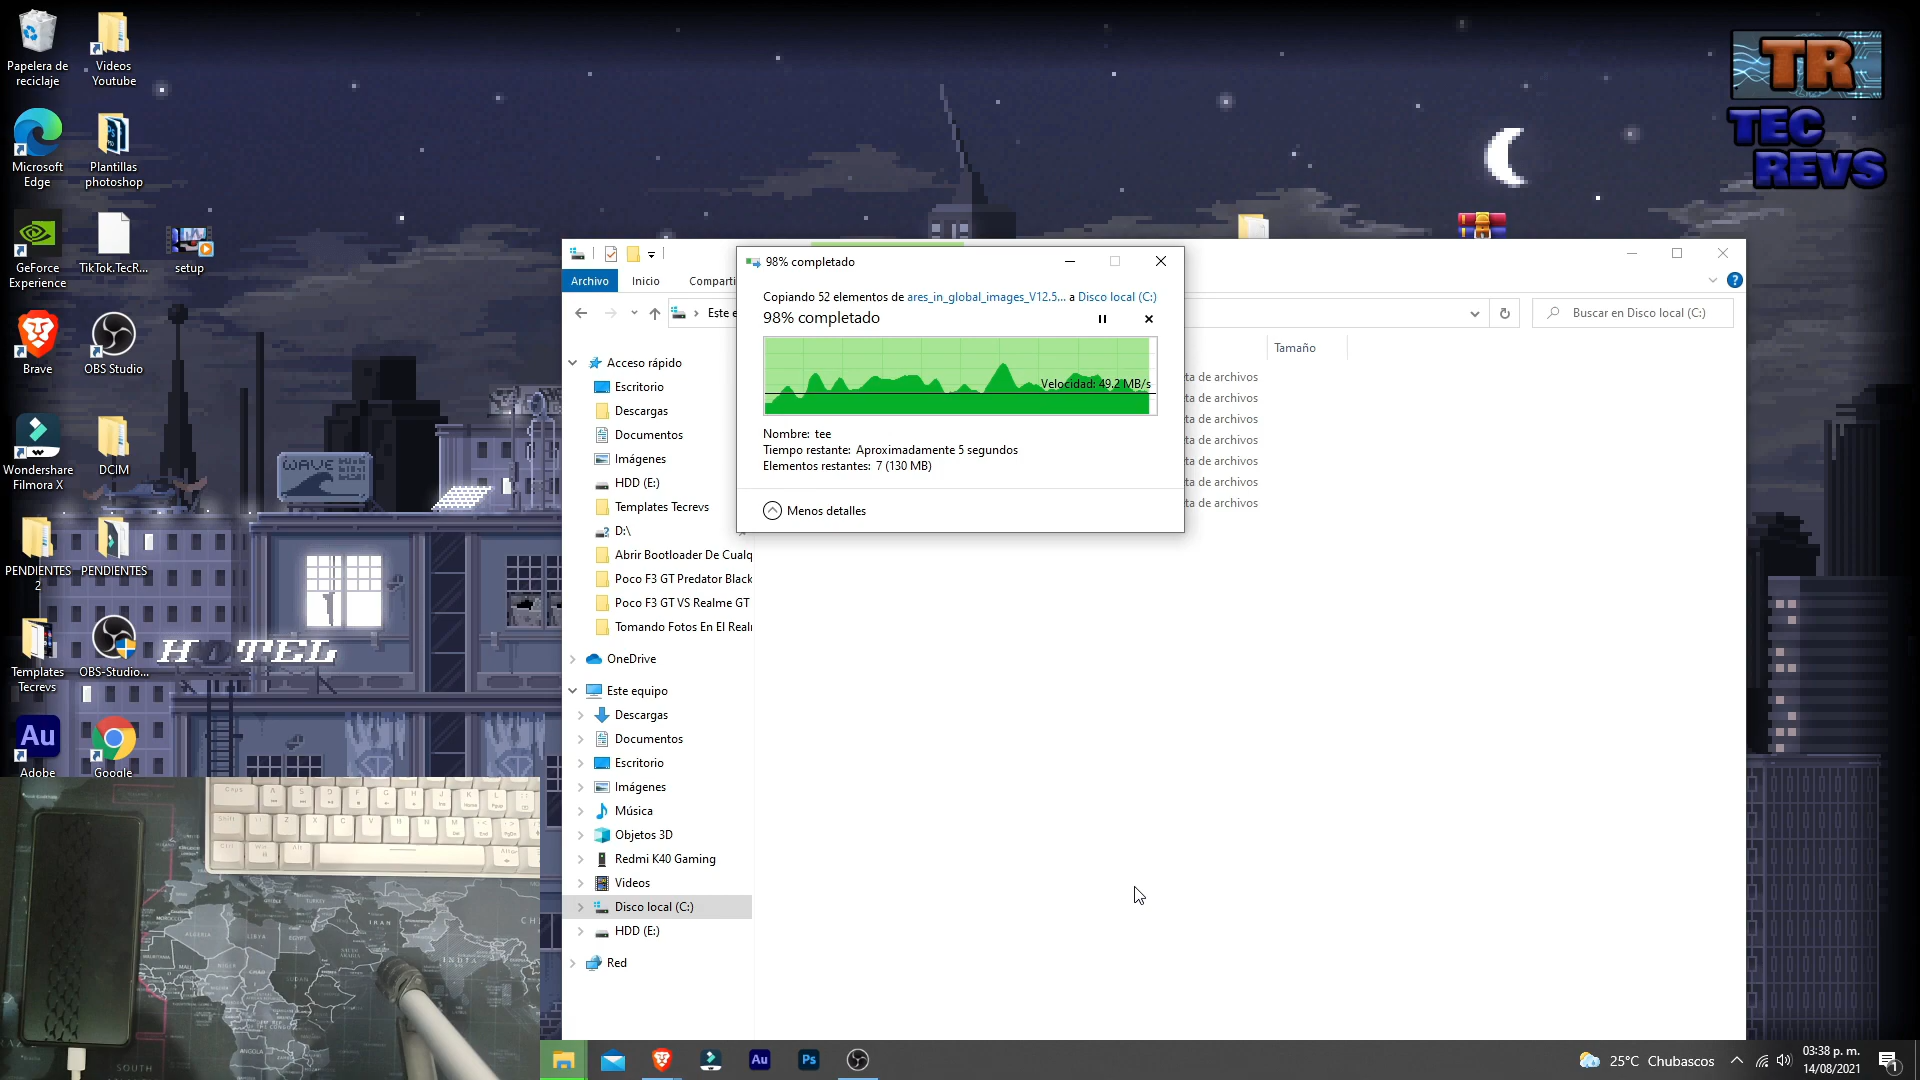 Papelera de
reciclaje
Videos
Youtube
Microsoft
Edge
Plantillas
photoshop
GeForce
Experience
TikTok.TecR...
setup
Brave
OBS Studio
Wondershare
Filmora X
DCIM
PENDIENTES
2
PENDIENTES
Templates
Tecrevs
OBS-Studio...
Adobe
Google
TR
TEC
REVS
WAVE
HOTEL
Archivo
Inicio
Comparti
Este e
Buscar en Disco local (C:)
Tamaño
ta de archivos
ta de archivos
ta de archivos
ta de archivos
ta de archivos
ta de archivos
ta de archivos
98% completado
Copiando 52 elementos de ares_in_global_images_V12.5... a Disco local (C:)
98% completado
Velocidad: 49.2 MB/s
Nombre: tee
Tiempo restante: Aproximadamente 5 segundos
Elementos restantes: 7 (130 MB)
Menos detalles
Acceso rápido
Escritorio
Descargas
Documentos
Imágenes
HDD (E:)
Templates Tecrevs
D:\
Abrir Bootloader De Cualq
Poco F3 GT Predator Black
Poco F3 GT VS Realme GT
Tomando Fotos En El Realm
OneDrive
Este equipo
Descargas
Documentos
Escritorio
Imágenes
Música
Objetos 3D
Redmi K40 Gaming
Videos
Disco local (C:)
HDD (E:)
Red
Au
Ps
25°C Chubascos
03:38 p. m.
14/08/2021
1